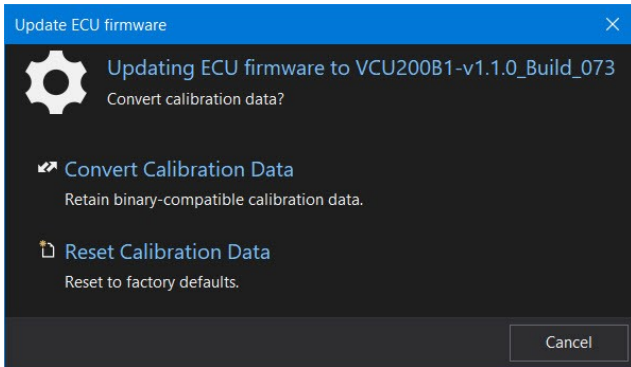 Update ECU firmware
Updating ECU firmware to VCU200B1-v1.1.0_Build_073
Convert calibration data?
Convert Calibration Data
Retain binary-compatible calibration data.
Reset Calibration Data
Reset to factory defaults.
Cancel